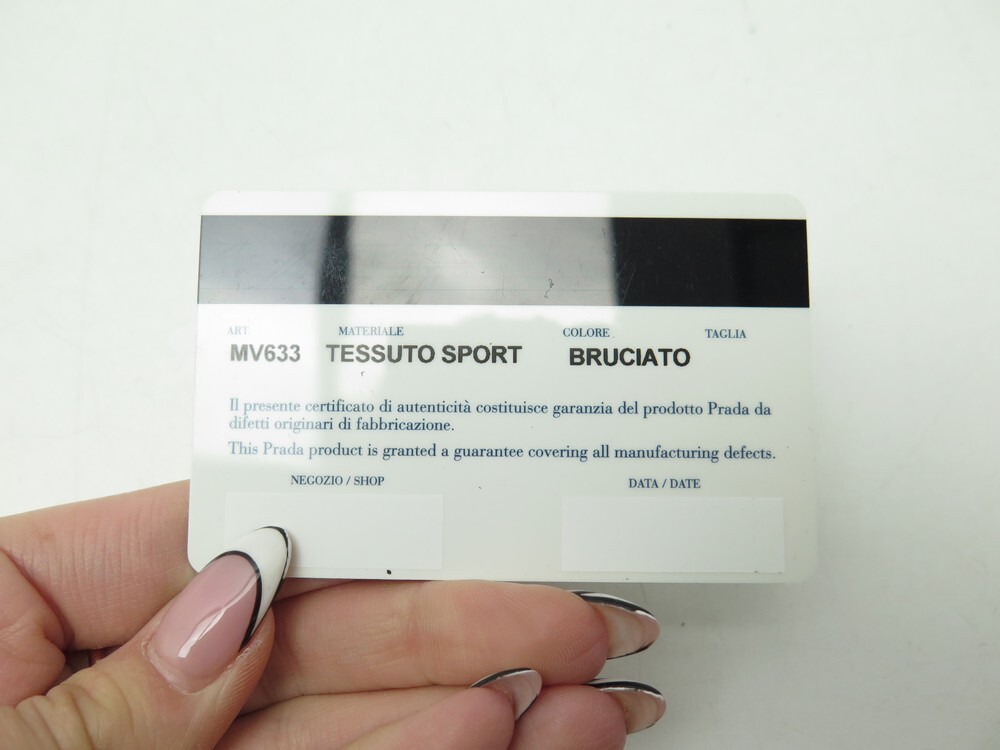 ART MATERIALE COLORE TAGLIA
MV633 TESSUTO SPORT BRUCIATO
Il presente certificato di autenticità costituisce garanzia del prodotto Prada da
difetti originari di fabbricazione.
This Prada product is granted a guarantee covering all manufacturing defects.
NEGOZIO / SHOP DATA / DATE